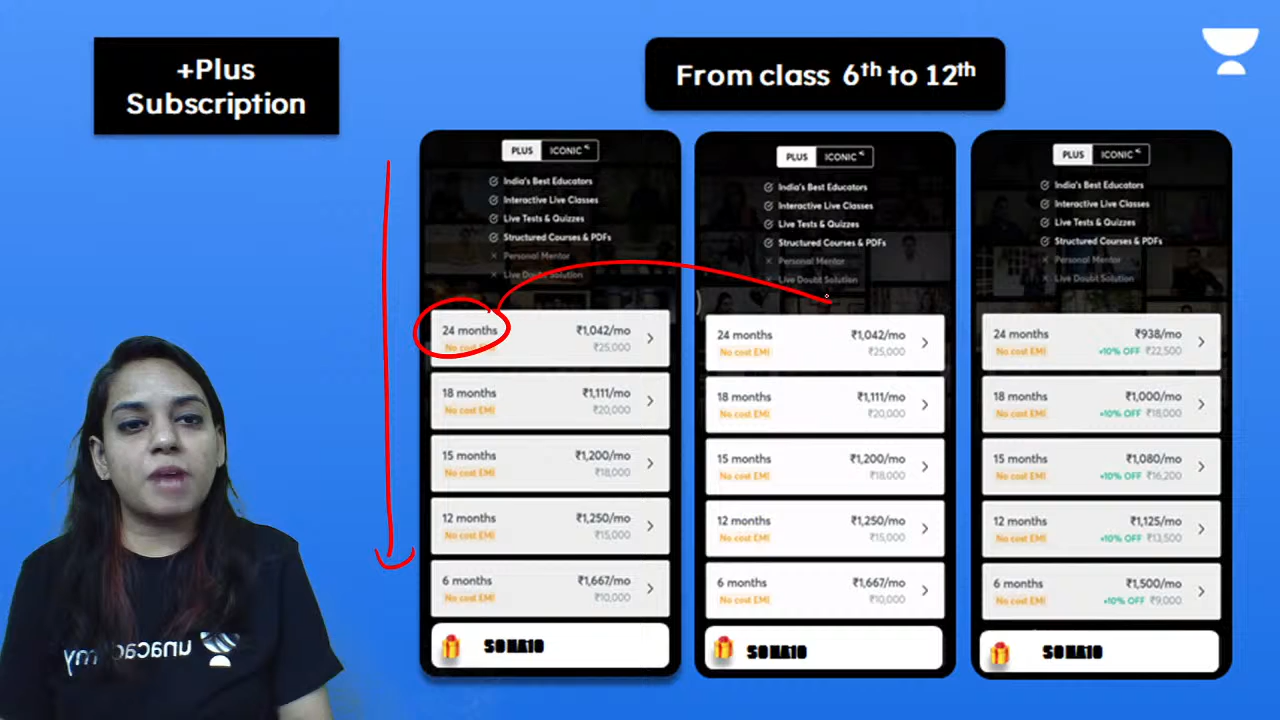 +Plus
Subscription
From class 6th to 12th
PLUS ICONIC
India's Best Educators
Interactive Live Classes
Live Tests & Quizzes
Structured Courses & PDFs
Personal Mentor
Live Doubt Solution
24 months ₹1,042/mo
No cost EMI ₹25,000
18 months ₹1,111/mo
No cost EMI ₹20,000
15 months ₹1,200/mo
No cost EMI ₹18,000
12 months ₹1,250/mo
No cost EMI ₹15,000
6 months ₹1,667/mo
No cost EMI ₹10,000
PLUS ICONIC
India's Best Educators
Interactive Live Classes
Live Tests & Quizzes
Structured Courses & PDFs
Personal Mentor
Live Doubt Solution
24 months ₹1,042/mo
No cost EMI ₹25,000
18 months ₹1,111/mo
No cost EMI ₹20,000
15 months ₹1,200/mo
No cost EMI ₹18,000
12 months ₹1,250/mo
No cost EMI ₹15,000
6 months ₹1,667/mo
No cost EMI ₹10,000
PLUS ICONIC
India's Best Educators
Interactive Live Classes
Live Tests & Quizzes
Structured Courses & PDFs
Personal Mentor
Live Doubt Solution
24 months ₹938/mo
No cost EMI +10% OFF ₹22,500
18 months ₹1,000/mo
No cost EMI +10% OFF ₹18,000
15 months ₹1,080/mo
No cost EMI +10% OFF ₹16,200
12 months ₹1,125/mo
No cost EMI +10% OFF ₹13,500
6 months ₹1,500/mo
No cost EMI +10% OFF ₹9,000
unacademy